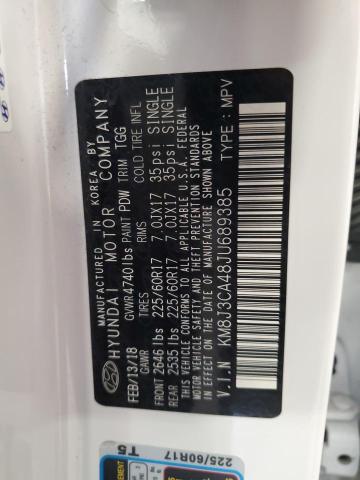 MANUFACTURED IN KOREA BY
HYUNDAI MOTOR COMPANY
FEB/13/18 GVWR 4740lbs PAINT PDW TRIM TGG
GAWR TIRES RIMS COLD TIRE INFL
FRONT 2646 lbs 225/60R17 7.0JX17 35psi SINGLE
REAR 2535 lbs 225/60R17 7.0JX17 35psi SINGLE
THIS VEHICLE CONFORMS TO ALL APPLICABLE U.S.A. FEDERAL
MOTOR VEHICLE SAFETY AND THEFT PREVENTION STANDARDS
IN EFFECT ON THE DATE OF MANUFACTURE SHOWN ABOVE
V.I.N : KM8J3CA48JU689385 TYPE : MPV
225/60R17
T5